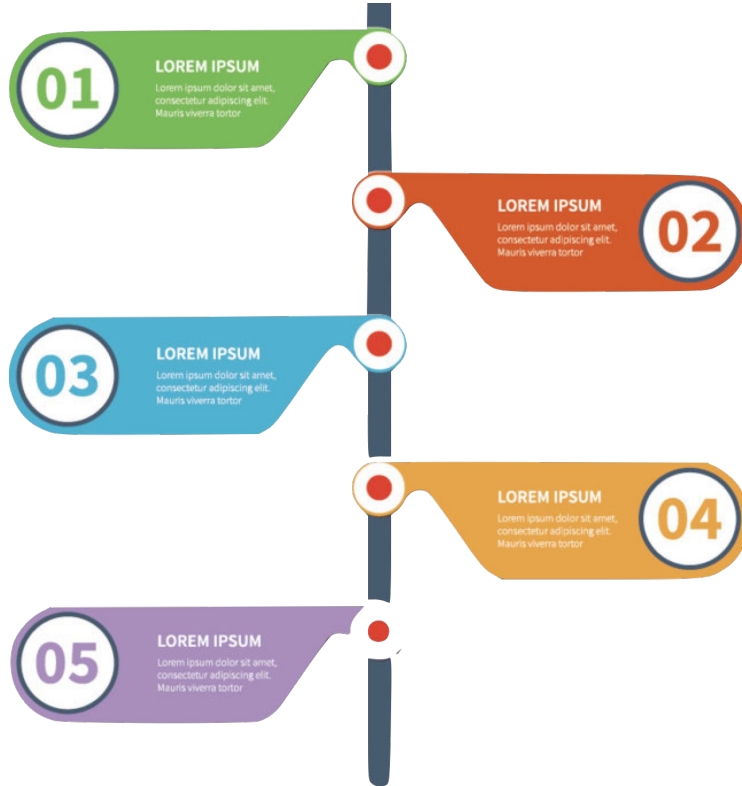 01
LOREM IPSUM
Lorem ipsum dolor sit amet,
consectetur adipiscing elit.
Mauris viverra tortor
LOREM IPSUM
Lorem ipsum dolor sit amet,
consectetur adipiscing elit.
Mauris viverra tortor
02
03
LOREM IPSUM
Lorem ipsum dolor sit amet,
consectetur adipiscing elit.
Mauris viverra tortor
LOREM IPSUM
Lorem ipsum dolor sit amet,
consectetur adipiscing elit.
Mauris viverra tortor
04
05
LOREM IPSUM
Lorem ipsum dolor sit amet,
consectetur adipiscing elit.
Mauris viverra tortor